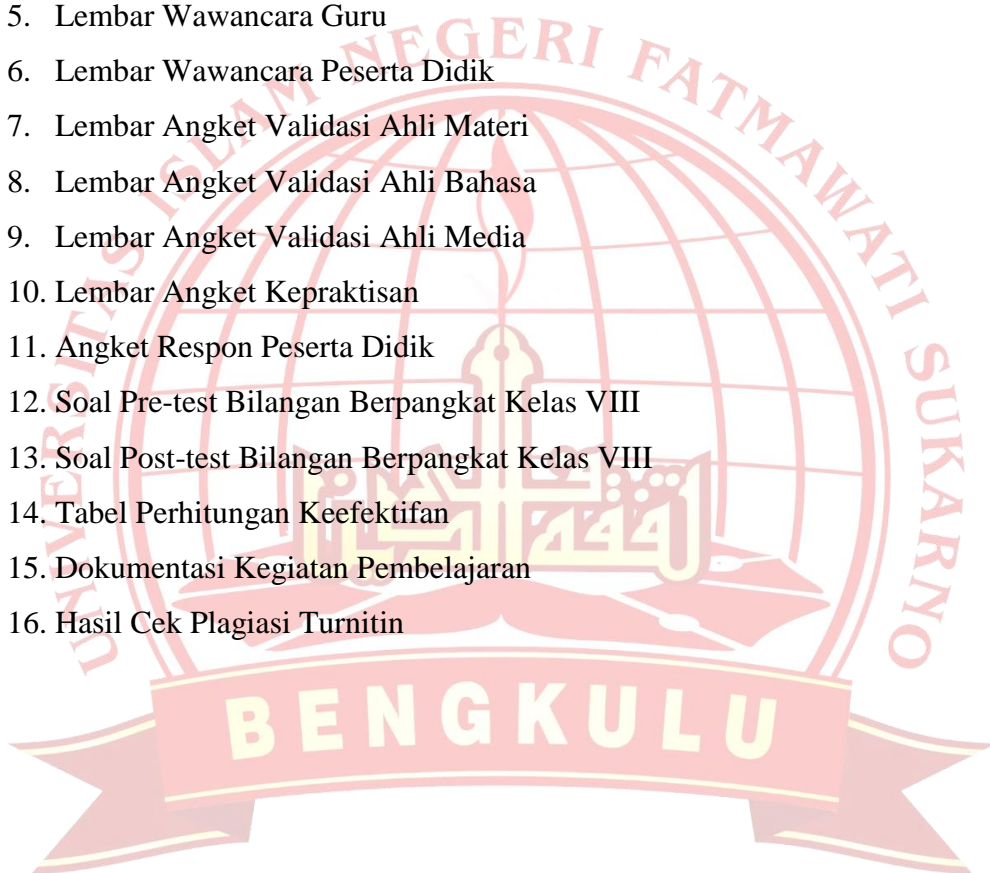 5. Lembar Wawancara Guru
6. Lembar Wawancara Peserta Didik
7. Lembar Angket Validasi Ahli Materi
8. Lembar Angket Validasi Ahli Bahasa
9. Lembar Angket Validasi Ahli Media
10. Lembar Angket Kepraktisan
11. Angket Respon Peserta Didik
12. Soal Pre-test Bilangan Berpangkat Kelas VIII
13. Soal Post-test Bilangan Berpangkat Kelas VIII
14. Tabel Perhitungan Keefektifan
15. Dokumentasi Kegiatan Pembelajaran
16. Hasil Cek Plagiasi Turnitin
UNIVERSITAS ISLAM NEGERI FATMAWATI SUKARNO
BENGKULU